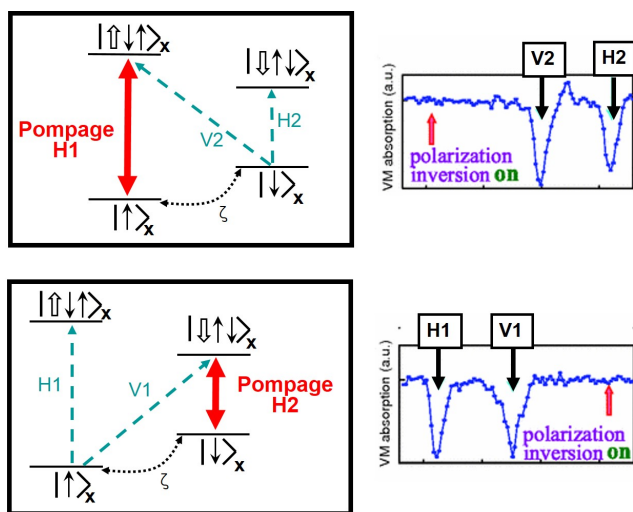 |⇑↓↑⟩x
|⇓↑↓⟩x
Pompage
H1
V2
H2
|↑⟩x
ζ
|↓⟩x
V2
H2
VM absorption (a.u.)
polarization
inversion on
|⇑↓↑⟩x
|⇓↑↓⟩x
H1
V1
Pompage
H2
|↑⟩x
ζ
|↓⟩x
H1
V1
VM absorption (a.u.)
polarization
inversion on